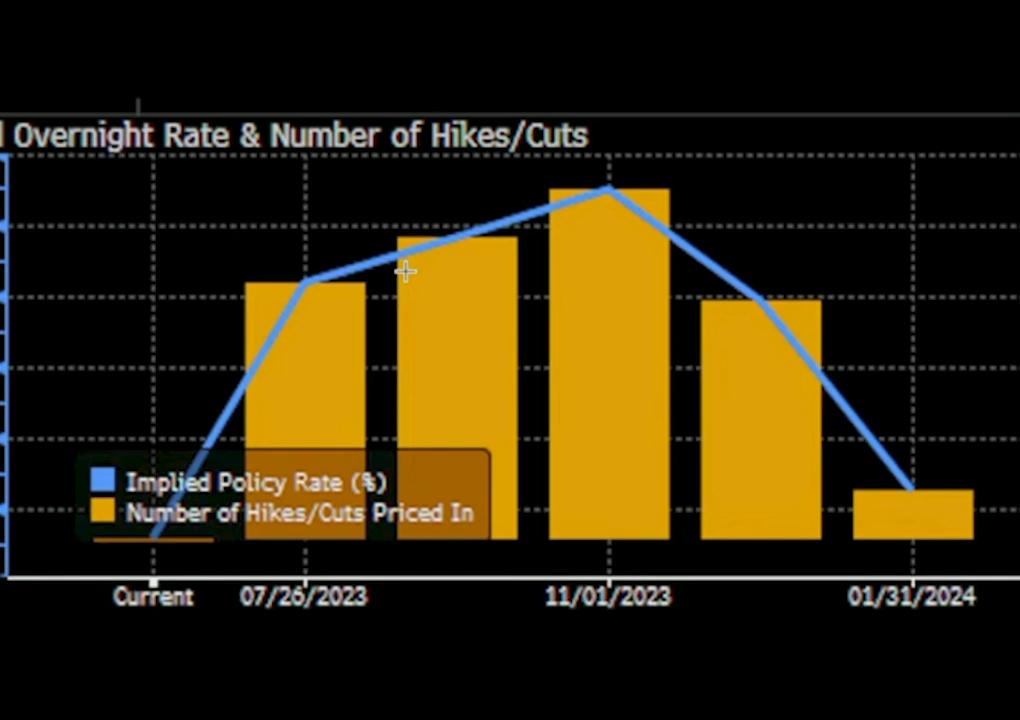 Overnight Rate & Number of Hikes/Cuts
Implied Policy Rate (%)
Number of Hikes/Cuts Priced In
Current 07/26/2023 11/01/2023 01/31/2024